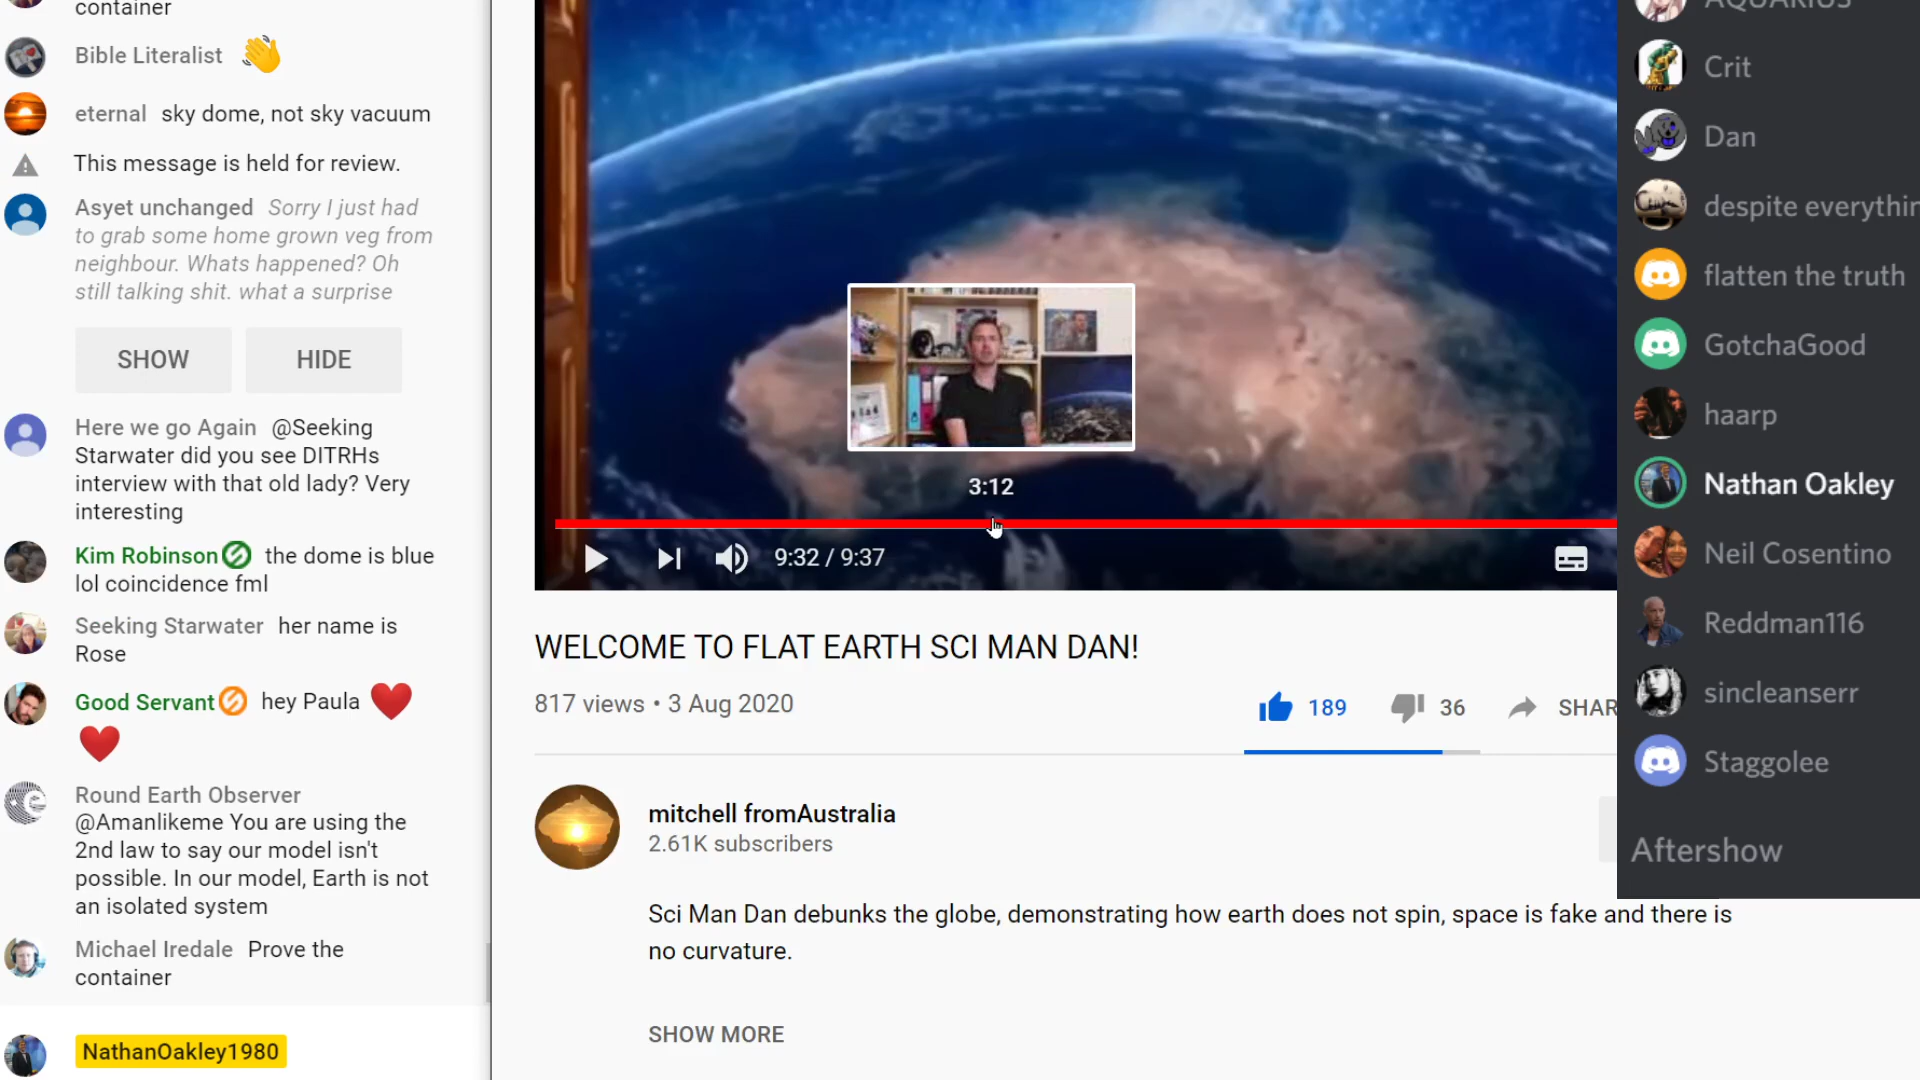 container
Bible Literalist
eternal sky dome, not sky vacuum
This message is held for review.
Asyet unchanged Sorry I just had
to grab some home grown veg from
neighbour. Whats happened? Oh
still talking shit. what a surprise
SHOW
HIDE
Here we go Again @Seeking
Starwater did you see DITRHs
interview with that old lady? Very
interesting
Kim Robinson the dome is blue
lol coincidence fml
Seeking Starwater her name is
Rose
Good Servant hey Paula
Round Earth Observer
@Amanlikeme You are using the
2nd law to say our model isn't
possible. In our model, Earth is not
an isolated system
Michael Iredale Prove the
container
NathanOakley1980
3:12
9:32 / 9:37
WELCOME TO FLAT EARTH SCI MAN DAN!
817 views • 3 Aug 2020
189
36
SHAR
mitchell fromAustralia
2.61K subscribers
Sci Man Dan debunks the globe, demonstrating how earth does not spin, space is fake and there is
no curvature.
SHOW MORE
AQUARIUS
Crit
Dan
despite everythin
flatten the truth
GotchaGood
haarp
Nathan Oakley
Neil Cosentino
Reddman116
sincleanserr
Staggolee
Aftershow